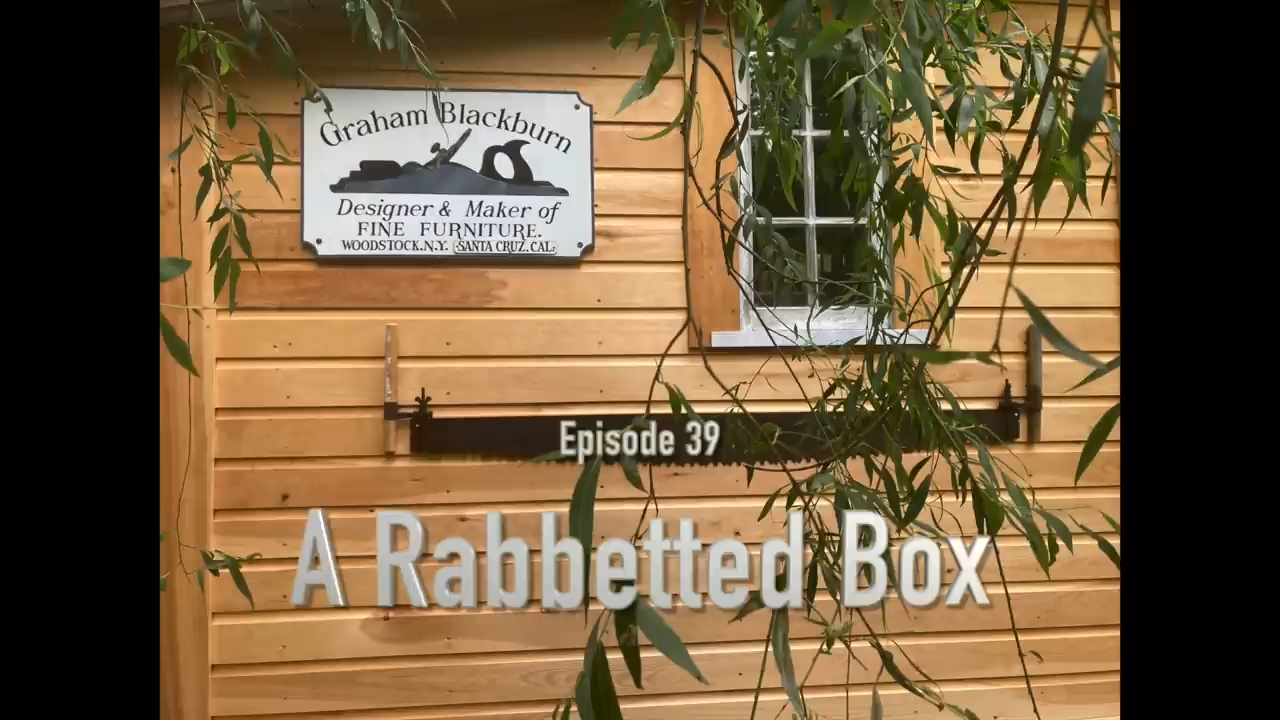 Graham Blackburn
Designer & Maker of
FINE FURNITURE.
WOODSTOCK.N.Y. SANTA CRUZ.CAL.
Episode 39
A Rabbetted Box